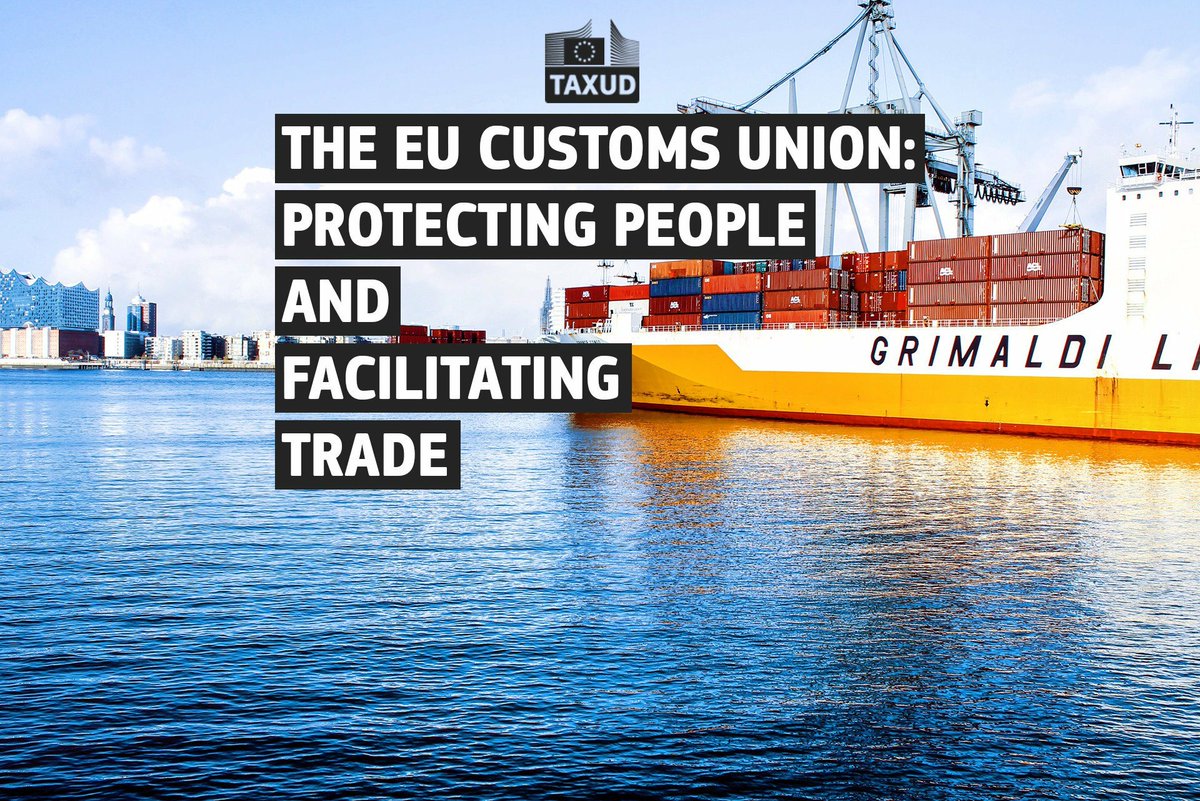 TAXUD
THE EU CUSTOMS UNION:
PROTECTING PEOPLE
AND
FACILITATING
TRADE
GRIMALDI LI